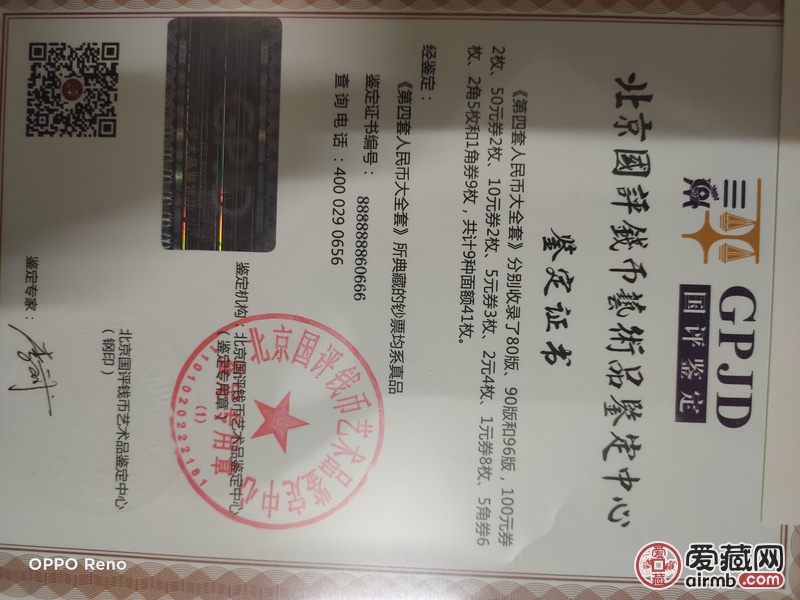 GPJD
国评鉴定
北京國評錢币藝術品鑒定中心
鉴定证书
《第四套人民币大全套》分别收录了80版、90版和96版，100元券
2枚、50元券2枚、10元券2枚、5元券3枚、2元4枚、1元券8枚、5角券6
枚、2角5枚和1角券9枚，共计9种面额41枚。
经鉴定：
《第四套人民币大全套》所典藏的钞票均系真品
鉴定证书编号： 888888860666
查询电话：400 029 0656
鉴定机构：北京国评钱币艺术品鉴定中心
（鉴定专用章）
北京国评钱币艺术品鉴定中心
鉴定专用章
(1)
1010202222181
北京国评钱币艺术品鉴定中心
（钢印）
鉴定专家：
OPPO Reno
爱藏网
airmb.com